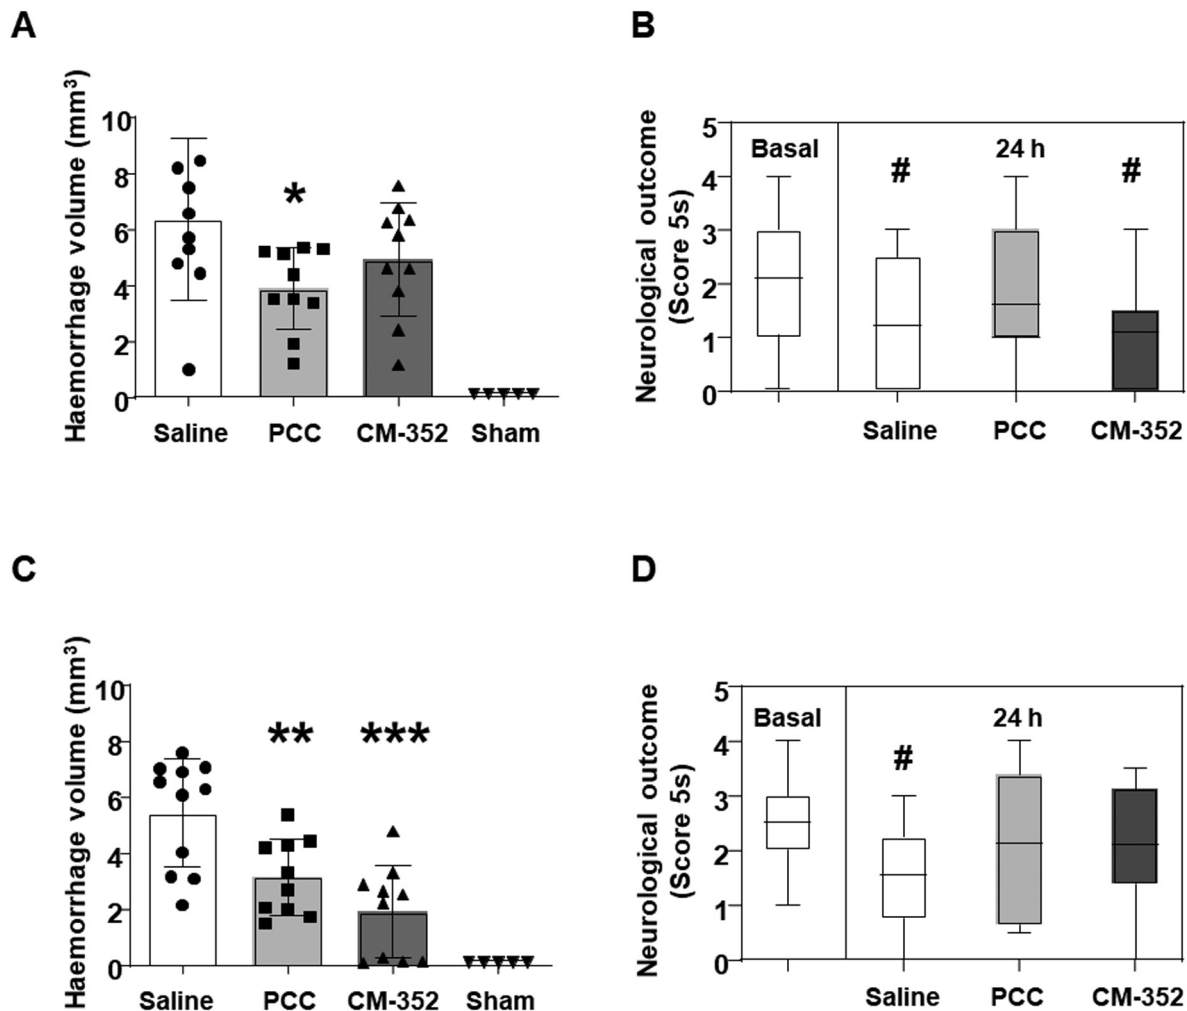 A
Haemorrhage volume (mm³)
10
8
6
4
2
0
*
Saline PCC CM-352 Sham
B
Neurological outcome
(Score 5s)
5
4
3
2
1
0
Basal 24 h
# #
Saline PCC CM-352
C
Haemorrhage volume (mm³)
10
8
6
4
2
0
** ***
Saline PCC CM-352 Sham
D
Neurological outcome
(Score 5s)
5
4
3
2
1
0
Basal 24 h
#
Saline PCC CM-352